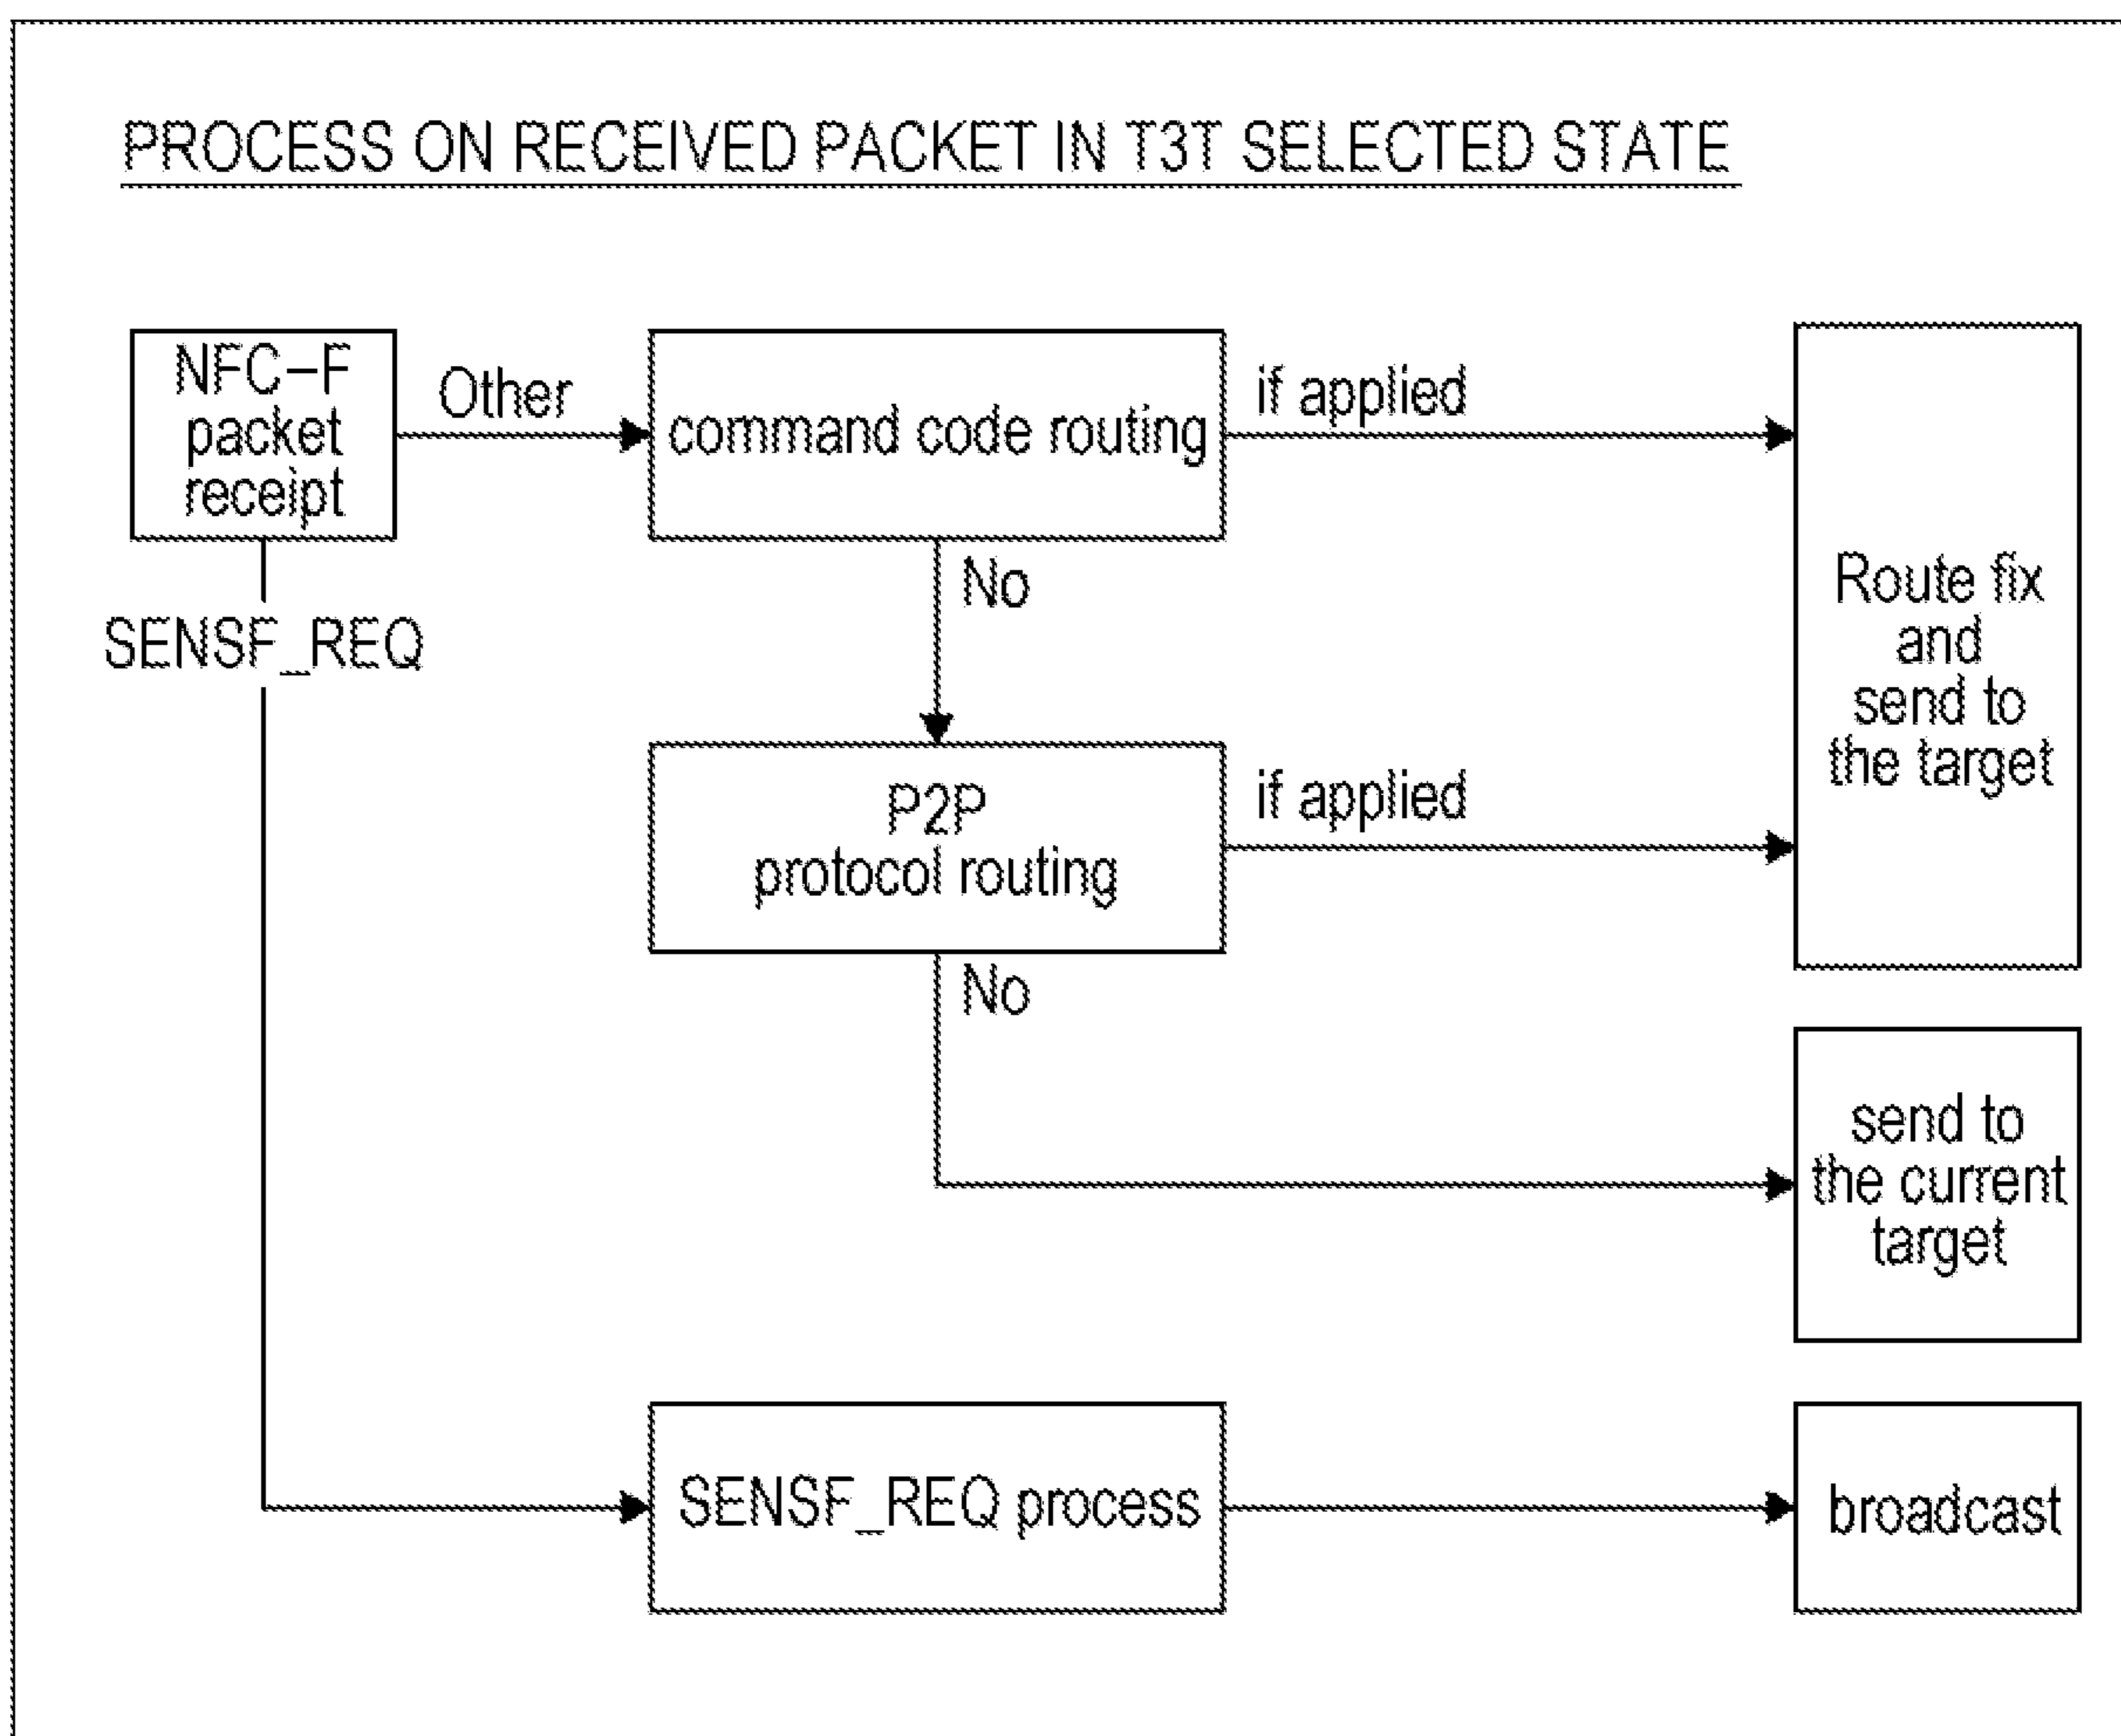 PROCESS ON RECEIVED PACKET IN T3T SELECTED STATE
NFC-F
packet
receipt
Other
command code routing
if applied
No
SENSF_REQ
Route fix
and
send to
the target
P2P
protocol routing
if applied
No
send to
the current
target
SENSF_REQ process
broadcast